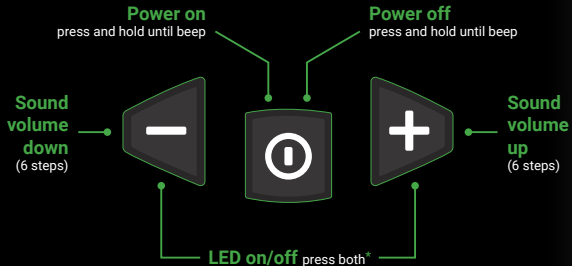 Power on
press and hold until beep
Power off
press and hold until beep
Sound
volume
down
(6 steps)
Sound
volume
up
(6 steps)
LED on/off press both*